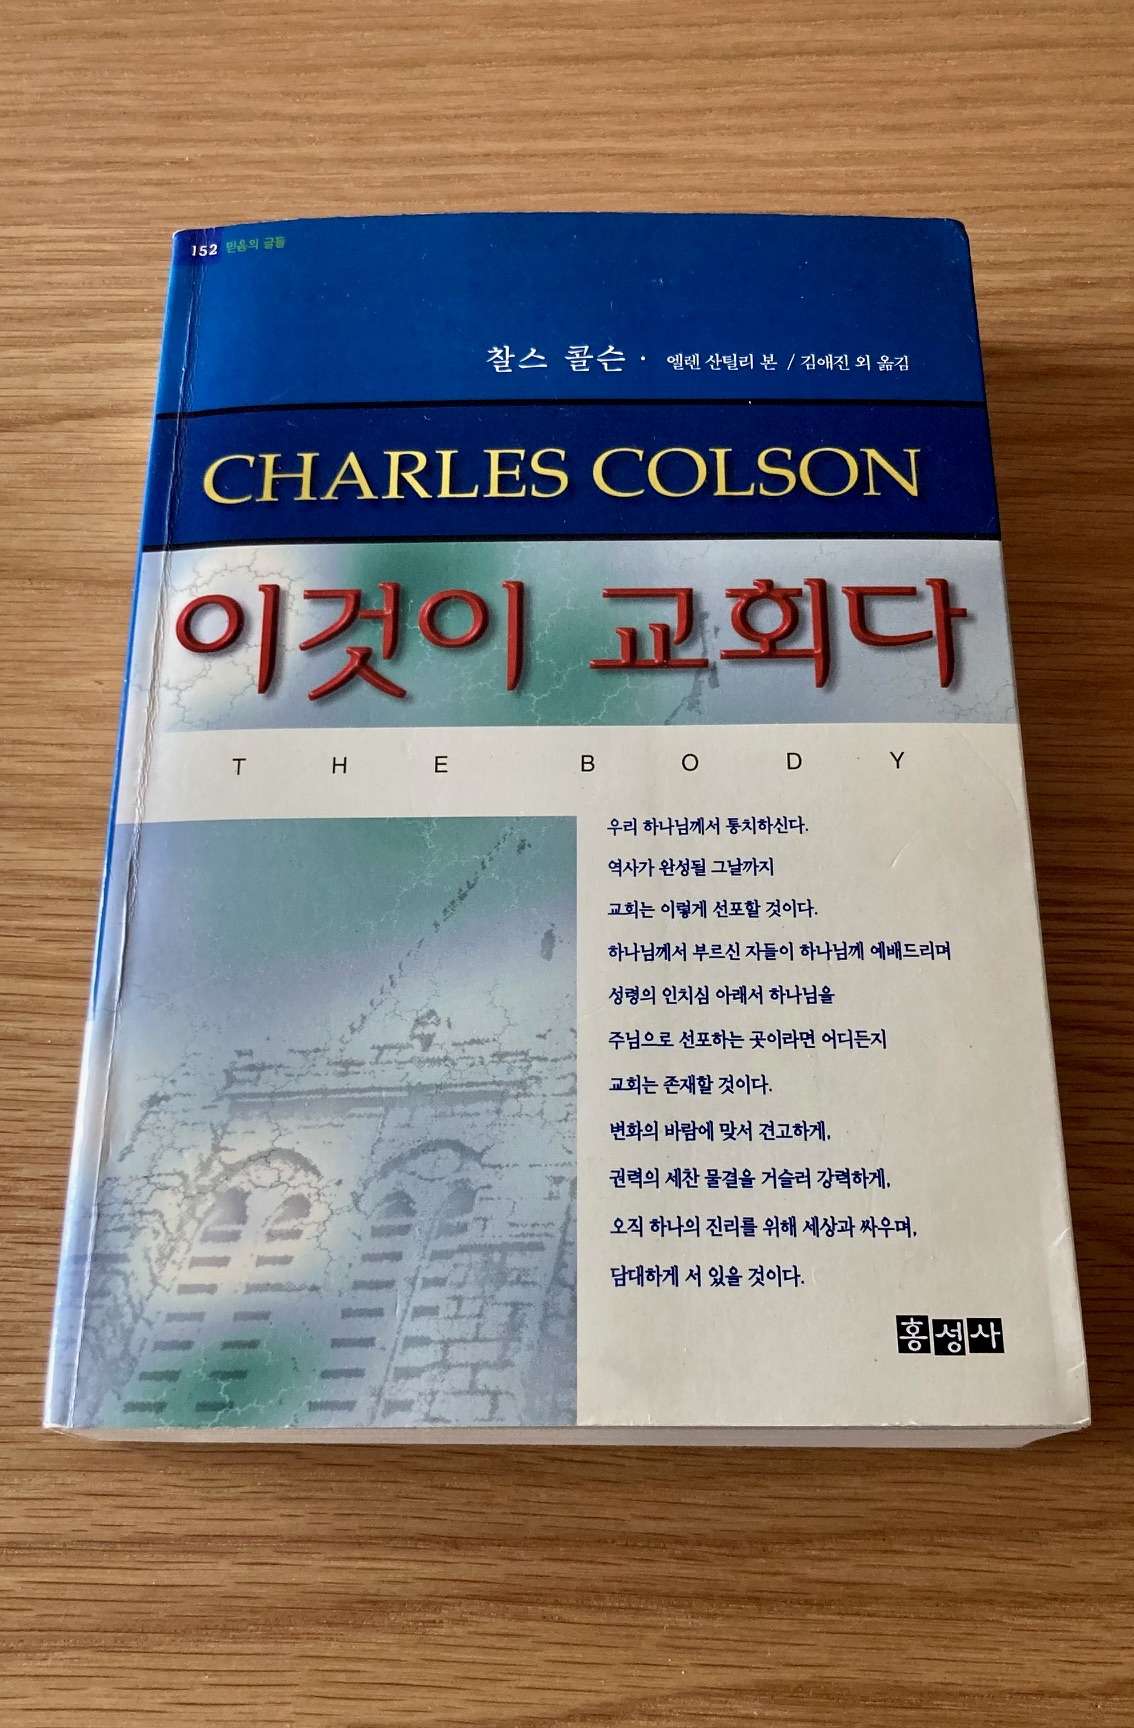 152 믿음의 글들
찰스 콜슨 · 엘렌 산틸리 본 / 김애진 외 옮김
CHARLES COLSON
이것이 교회다
THE BODY
우리 하나님께서 통치하신다.
역사가 완성될 그날까지
교회는 이렇게 선포할 것이다.
하나님께서 부르신 자들이 하나님께 예배드리며
성령의 인치심 아래서 하나님을
주님으로 선포하는 곳이라면 어디든지
교회는 존재할 것이다.
변화의 바람에 맞서 견고하게,
권력의 세찬 물결을 거슬러 강력하게,
오직 하나의 진리를 위해 세상과 싸우며,
담대하게 서 있을 것이다.
홍성사